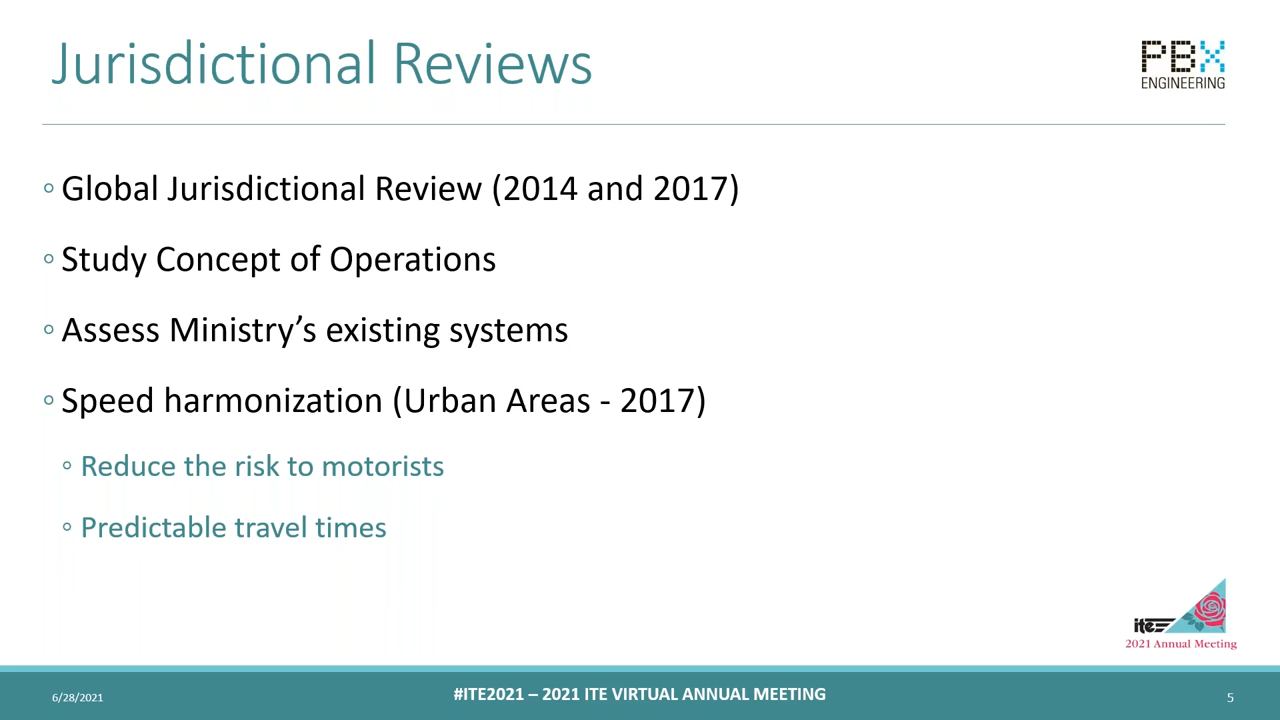 Jurisdictional Reviews
PBX
ENGINEERING
◦ Global Jurisdictional Review (2014 and 2017)
◦ Study Concept of Operations
◦ Assess Ministry’s existing systems
◦ Speed harmonization (Urban Areas - 2017)
◦ Reduce the risk to motorists
◦ Predictable travel times
ite
2021 Annual Meeting
6/28/2021
#ITE2021 – 2021 ITE VIRTUAL ANNUAL MEETING
5